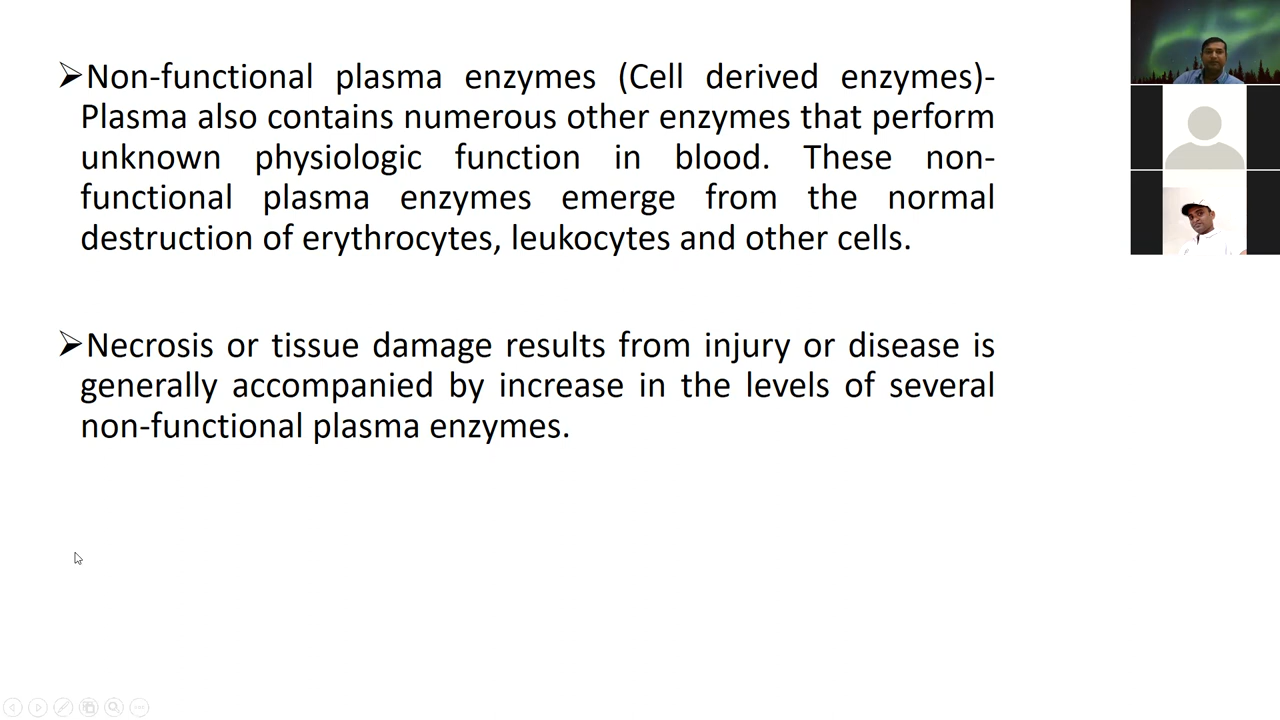 ➢Non-functional plasma enzymes (Cell derived enzymes)-
Plasma also contains numerous other enzymes that perform
unknown physiologic function in blood. These non-
functional plasma enzymes emerge from the normal
destruction of erythrocytes, leukocytes and other cells.
➢Necrosis or tissue damage results from injury or disease is
generally accompanied by increase in the levels of several
non-functional plasma enzymes.